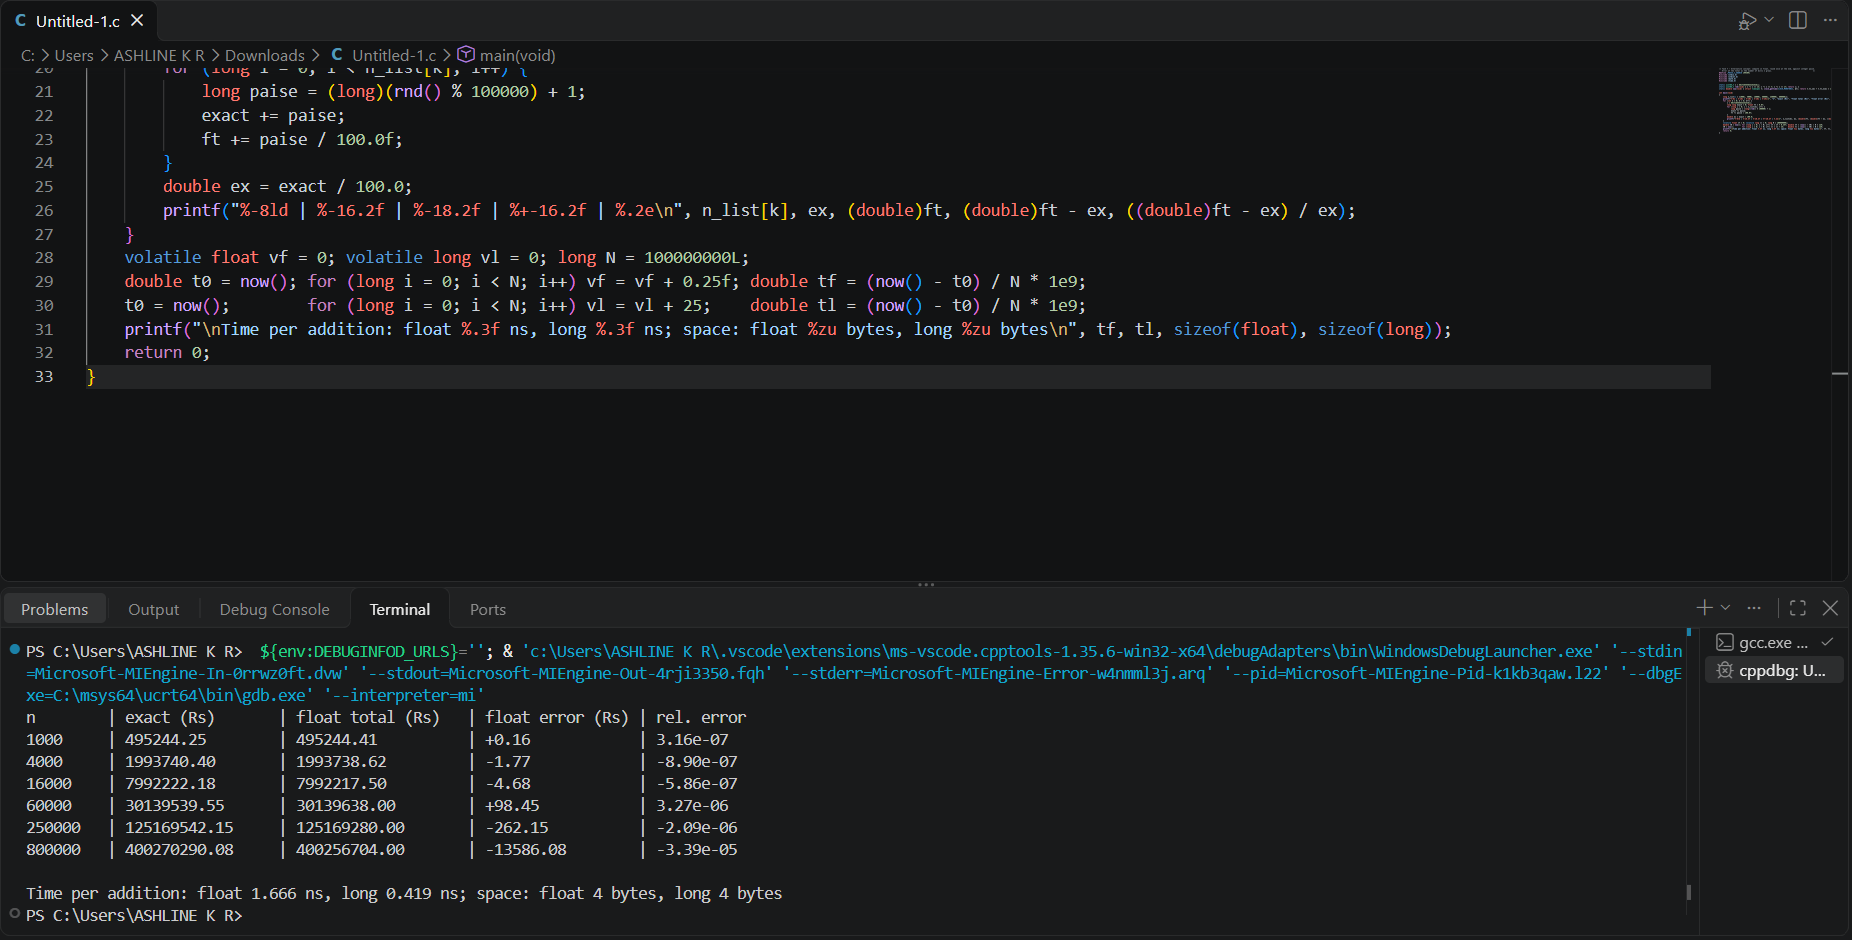 C Untitled-1.c
C: > Users > ASHLINE K R > Downloads > C Untitled-1.c > main(void)
20 for (long i = 0; i < n_list[k]; i++) {
21 long paise = (long)(rnd() % 100000) + 1;
22 exact += paise;
23 ft += paise / 100.0f;
24 }
25 double ex = exact / 100.0;
26 printf("%-8ld | %-16.2f | %-18.2f | %+-16.2f | %.2e\n", n_list[k], ex, (double)ft, (double)ft - ex, ((double)ft - ex) / ex);
27 }
28 volatile float vf = 0; volatile long vl = 0; long N = 100000000L;
29 double t0 = now(); for (long i = 0; i < N; i++) vf = vf + 0.25f; double tf = (now() - t0) / N * 1e9;
30 t0 = now(); for (long i = 0; i < N; i++) vl = vl + 25; double tl = (now() - t0) / N * 1e9;
31 printf("\nTime per addition: float %.3f ns, long %.3f ns; space: float %zu bytes, long %zu bytes\n", tf, tl, sizeof(float), sizeof(long));
32 return 0;
33 }
Problems Output Debug Console Terminal Ports
PS C:\Users\ASHLINE K R> ${env:DEBUGINFOD_URLS}=''; & 'c:\Users\ASHLINE K R\.vscode\extensions\ms-vscode.cpptools-1.35.6-win32-x64\debugAdapters\bin\WindowsDebugLauncher.exe' '--stdin
=Microsoft-MIEngine-In-0rrwz0ft.dvw' '--stdout=Microsoft-MIEngine-Out-4rji3350.fqh' '--stderr=Microsoft-MIEngine-Error-w4nmml3j.arq' '--pid=Microsoft-MIEngine-Pid-k1kb3qaw.l22' '--dbgE
xe=C:\msys64\ucrt64\bin\gdb.exe' '--interpreter=mi'
n | exact (Rs) | float total (Rs) | float error (Rs) | rel. error
1000 | 495244.25 | 495244.41 | +0.16 | 3.16e-07
4000 | 1993740.40 | 1993738.62 | -1.77 | -8.90e-07
16000 | 7992222.18 | 7992217.50 | -4.68 | -5.86e-07
60000 | 30139539.55 | 30139638.00 | +98.45 | 3.27e-06
250000 | 125169542.15 | 125169280.00 | -262.15 | -2.09e-06
800000 | 400270290.08 | 400256704.00 | -13586.08 | -3.39e-05
Time per addition: float 1.666 ns, long 0.419 ns; space: float 4 bytes, long 4 bytes
PS C:\Users\ASHLINE K R>
gcc.exe ...
cppdbg: U...